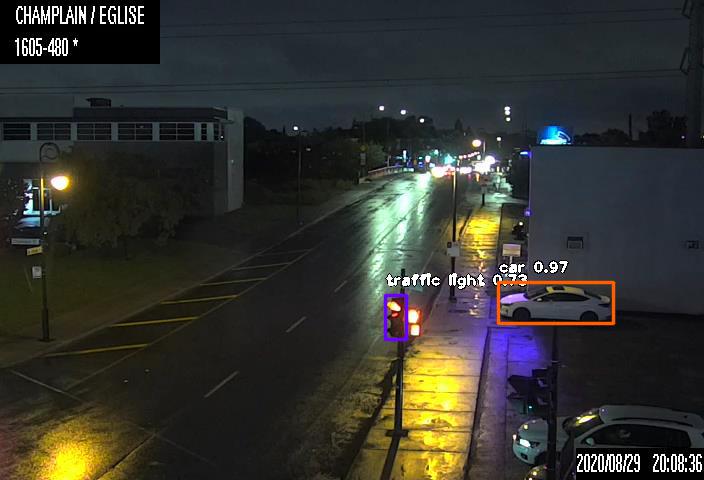 CHAMPLAIN / EGLISE
1605-480 *
car 0.97
traffic light 0.73
2020/08/29 20:08:36